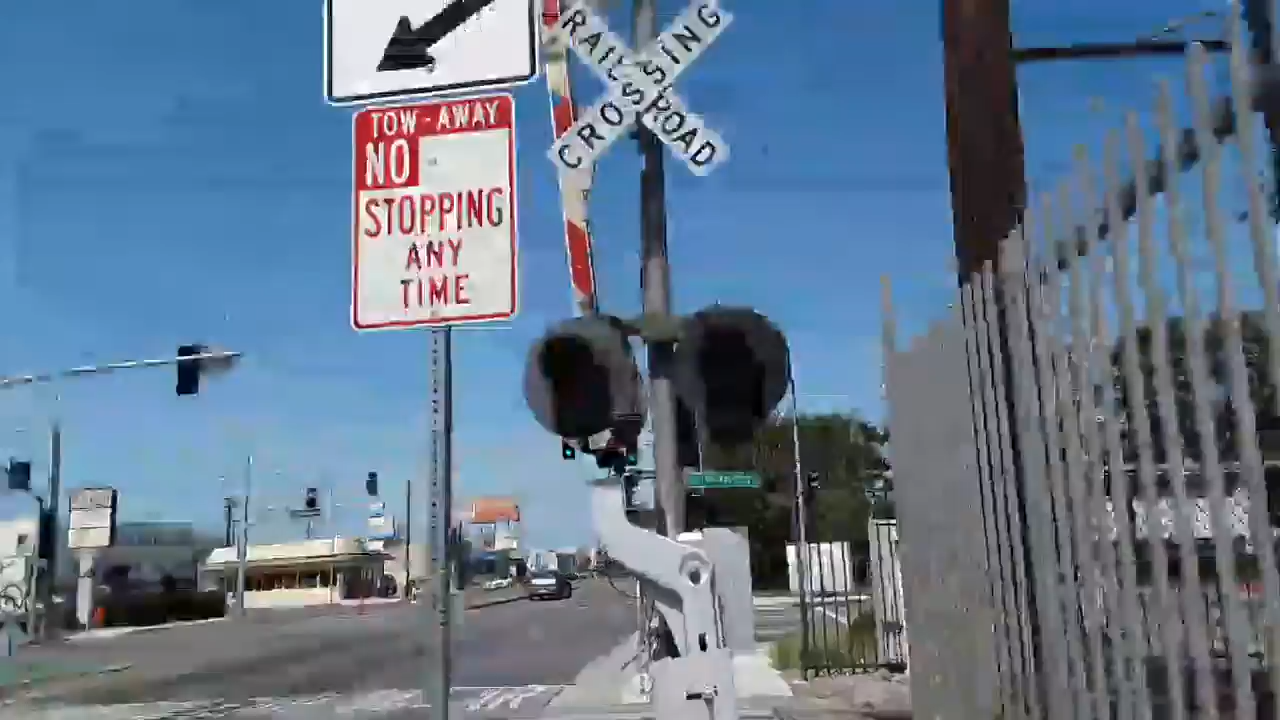 TOW-AWAY
NO
STOPPING
ANY
TIME
RAILROAD
CROSSING